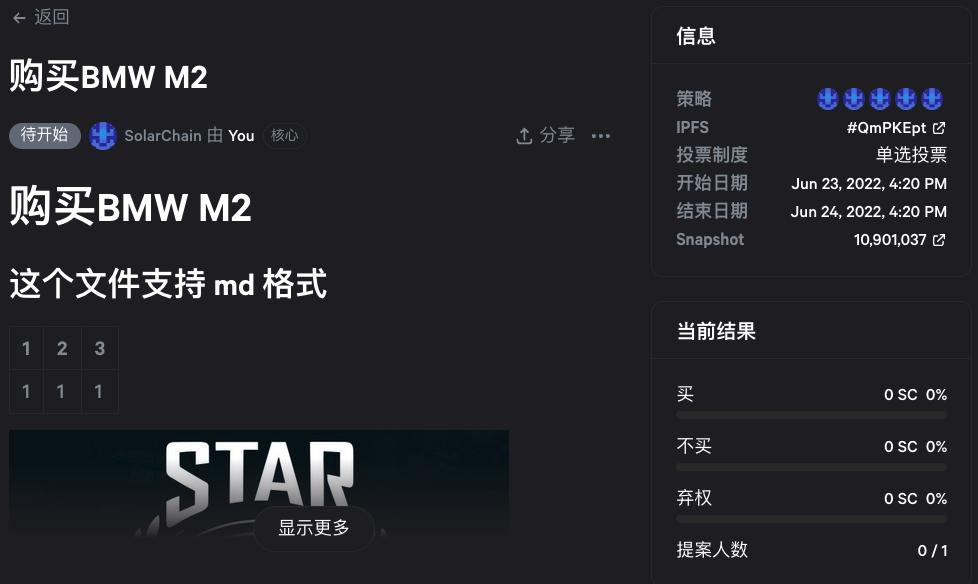 ← 返回
购买BMW M2
待开始 SolarChain 由 You 核心 分享 •••
购买BMW M2
这个文件支持 md 格式
1 2 3
1 1 1
STAR
显示更多
信息
策略
IPFS #QmPKEpt
投票制度 单选投票
开始日期 Jun 23, 2022, 4:20 PM
结束日期 Jun 24, 2022, 4:20 PM
Snapshot 10,901,037
当前结果
买 0 SC 0%
不买 0 SC 0%
弃权 0 SC 0%
提案人数 0 / 1